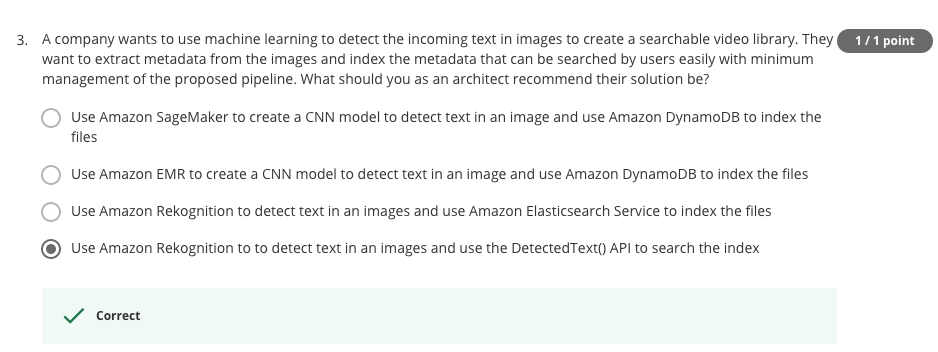 3. A company wants to use machine learning to detect the incoming text in images to create a searchable video library. They 1 / 1 point
want to extract metadata from the images and index the metadata that can be searched by users easily with minimum
management of the proposed pipeline. What should you as an architect recommend their solution be?
Use Amazon SageMaker to create a CNN model to detect text in an image and use Amazon DynamoDB to index the
files
Use Amazon EMR to create a CNN model to detect text in an image and use Amazon DynamoDB to index the files
Use Amazon Rekognition to detect text in an images and use Amazon Elasticsearch Service to index the files
Use Amazon Rekognition to to detect text in an images and use the DetectedText() API to search the index
Correct